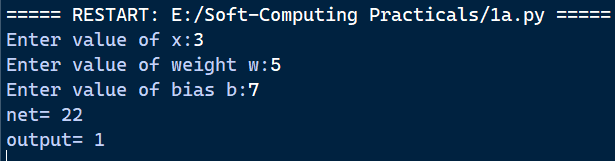 ===== RESTART: E:/Soft-Computing Practicals/1a.py =====
Enter value of x:3
Enter value of weight w:5
Enter value of bias b:7
net= 22
output= 1